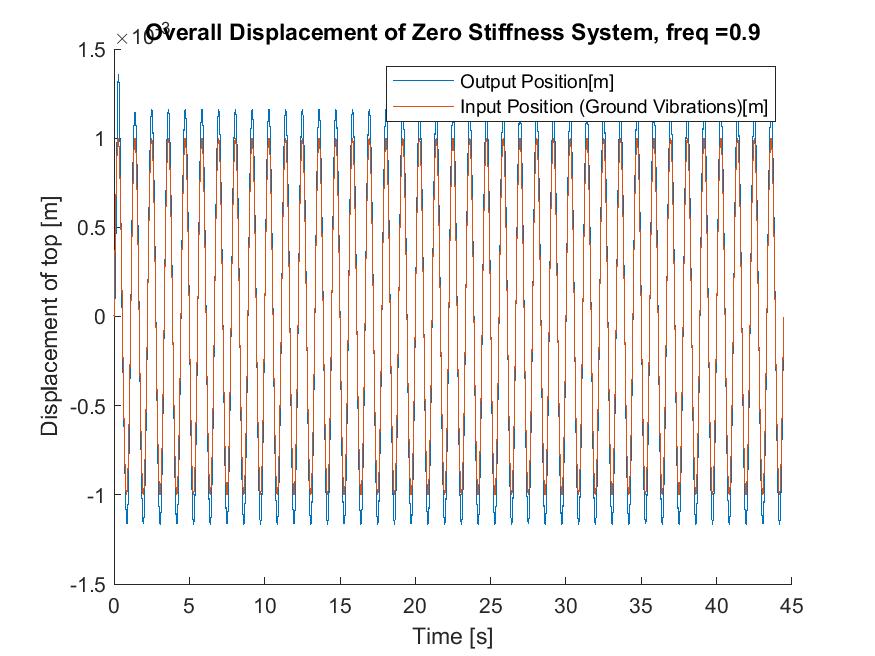 ×10-3
Overall Displacement of Zero Stiffness System, freq =0.9
1.5
Output Position[m]
Input Position (Ground Vibrations)[m]
1
0.5
0
-0.5
-1
-1.5
Displacement of top [m]
0 5 10 15 20 25 30 35 40 45
Time [s]